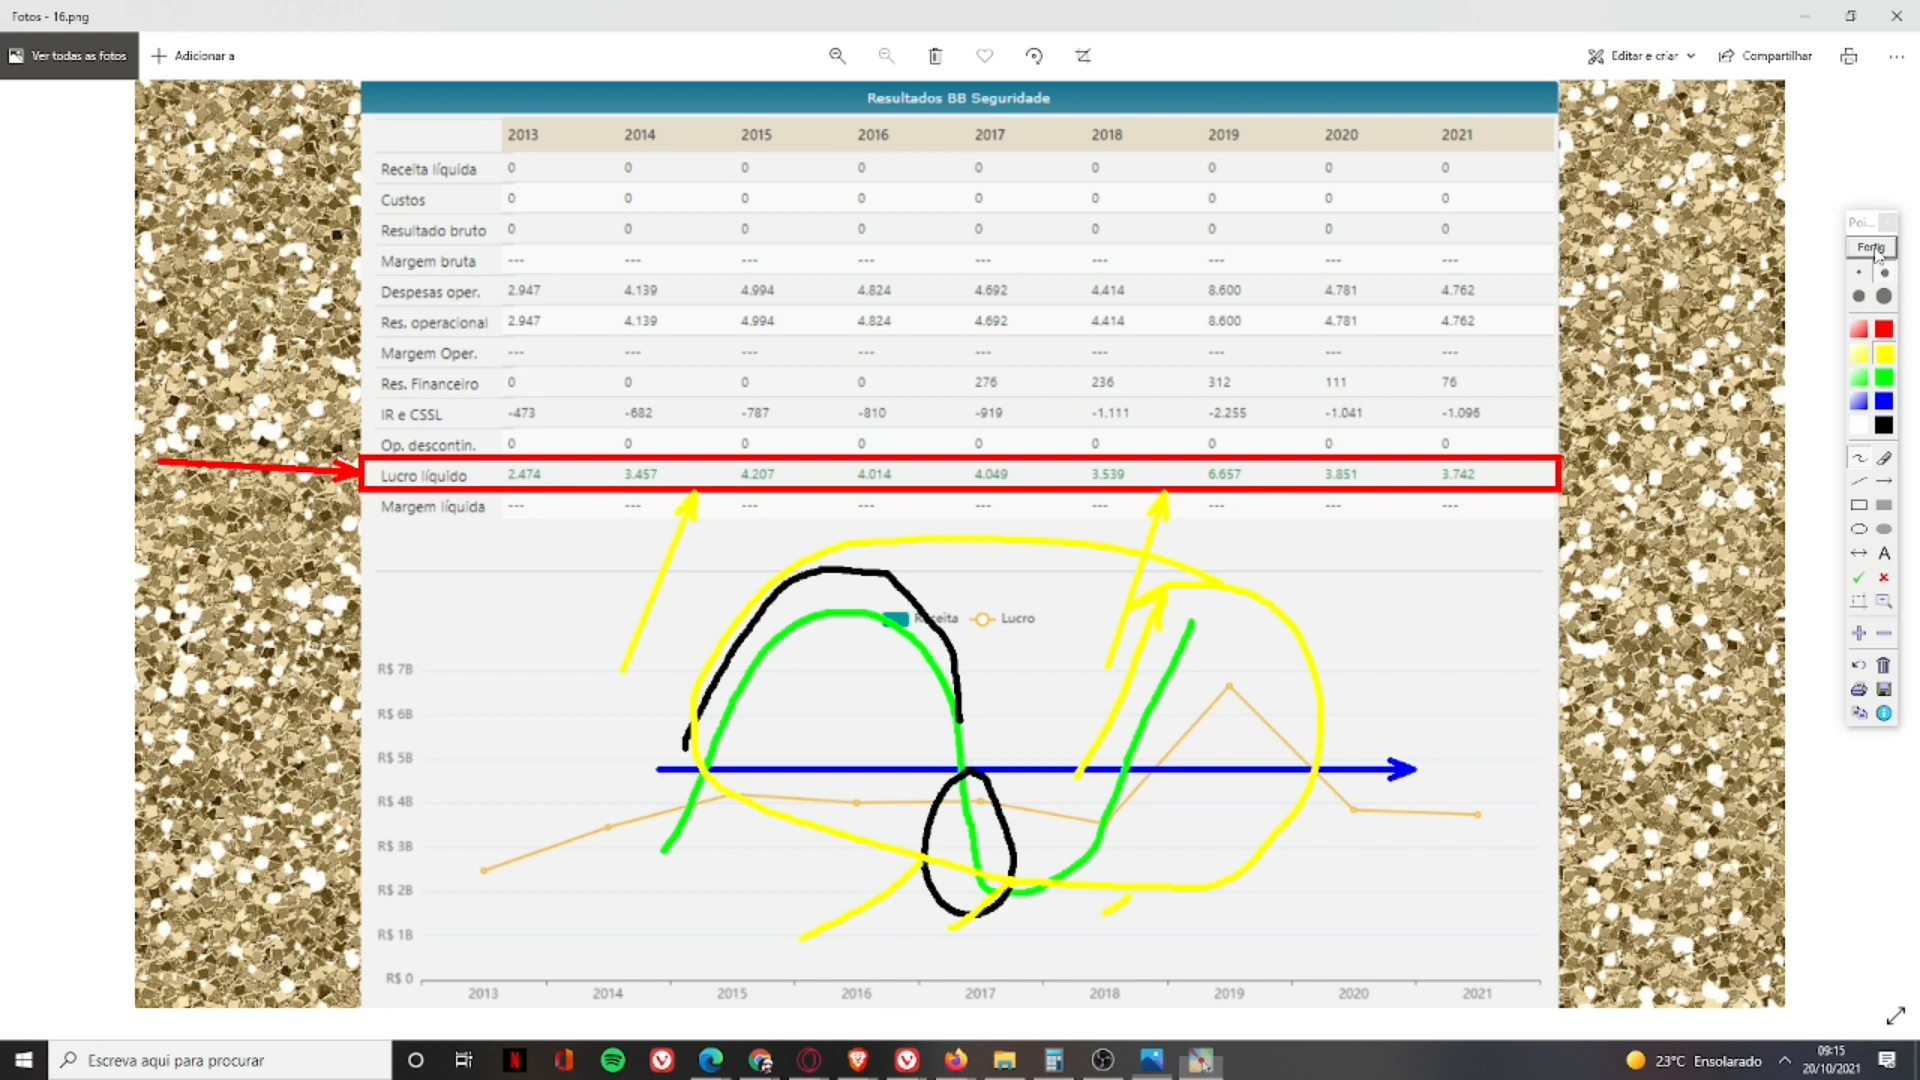 Fotos - 16.png
Ver todas as fotos
Adicionar a
Editar e criar
Compartilhar
Resultados BB Seguridade
2013 2014 2015 2016 2017 2018 2019 2020 2021
Receita líquida 0 0 0 0 0 0 0 0 0
Custos 0 0 0 0 0 0 0 0 0
Resultado bruto 0 0 0 0 0 0 0 0 0
Margem bruta --- --- --- --- --- --- --- --- ---
Despesas oper. 2.947 4.139 4.994 4.824 4.692 4.414 8.600 4.781 4.762
Res. operacional 2.947 4.139 4.994 4.824 4.692 4.414 8.600 4.781 4.762
Margem Oper. --- --- --- --- --- --- --- --- ---
Res. Financeiro 0 0 0 0 276 236 312 111 76
IR e CSSL -473 -682 -787 -810 -919 -1.111 -2.255 -1.041 -1.096
Op. descontin. 0 0 0 0 0 0 0 0 0
Lucro líquido 2.474 3.457 4.207 4.014 4.049 3.539 6.657 3.851 3.742
Margem líquida --- --- --- --- --- --- --- --- ---
Receita Lucro
R$ 7B
R$ 6B
R$ 5B
R$ 4B
R$ 3B
R$ 2B
R$ 1B
R$ 0
2013 2014 2015 2016 2017 2018 2019 2020 2021
Poi...
Fertig
A
Escreva aqui para procurar
23°C Ensolarado
09:15
20/10/2021